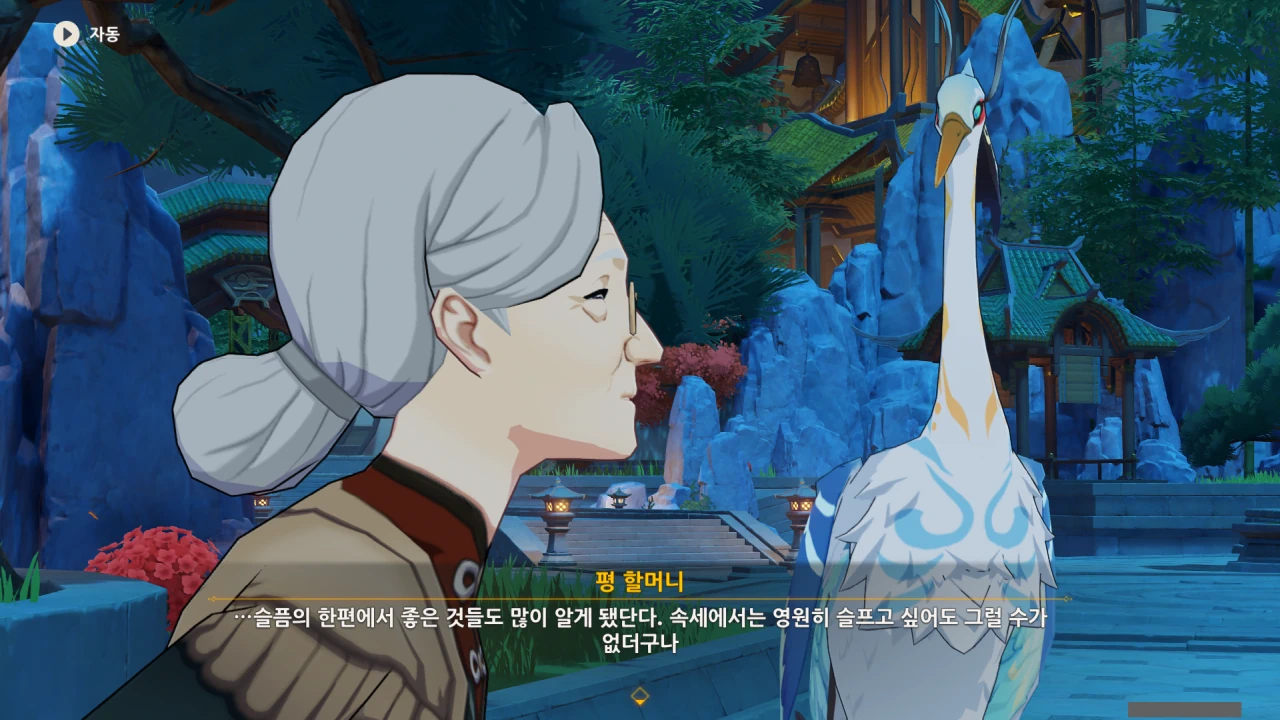 자동
평 할머니
…슬픔의 한편에서 좋은 것들도 많이 알게 됐단다. 속세에서는 영원히 슬프고 싶어도 그럴 수가
없더구나